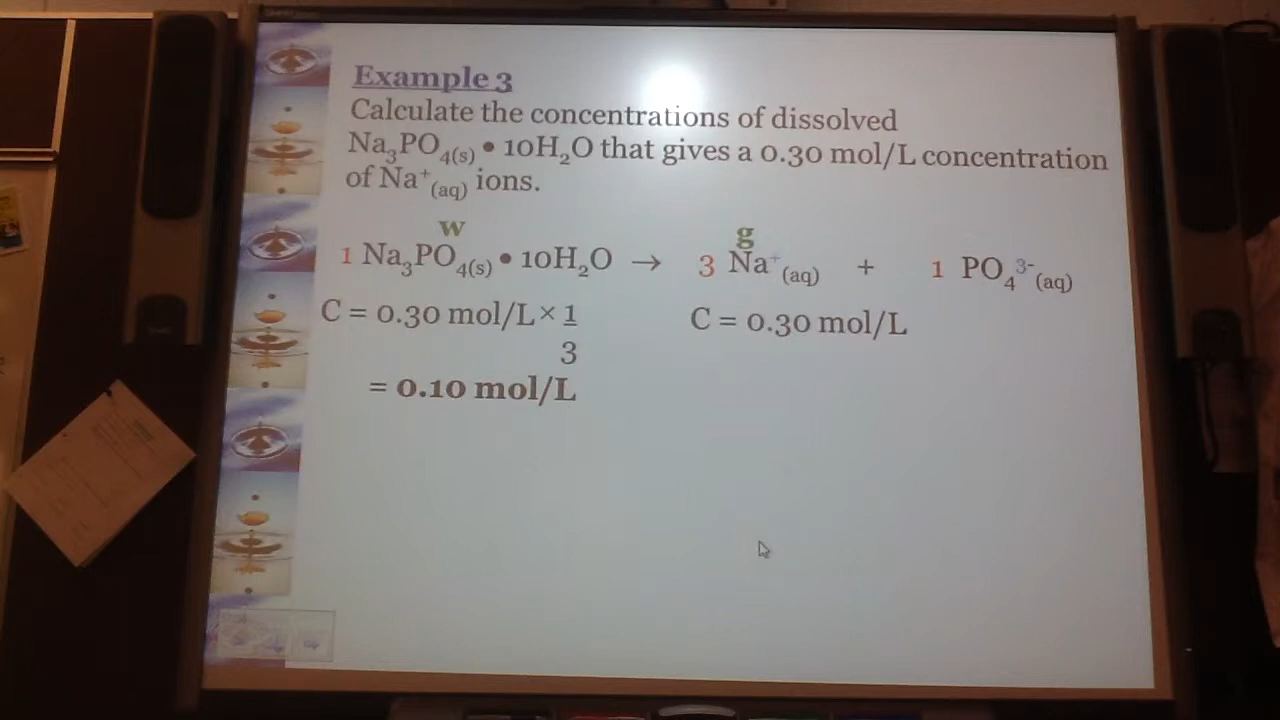 Example 3
Calculate the concentrations of dissolved
Na₃PO₄₍s₎ • 10H₂O that gives a 0.30 mol/L concentration
of Na⁺(aq) ions.
w g
1 Na₃PO₄₍s₎ • 10H₂O → 3 Na⁺(aq) + 1 PO₄³⁻(aq)
C = 0.30 mol/L × 1 C = 0.30 mol/L
3
= 0.10 mol/L